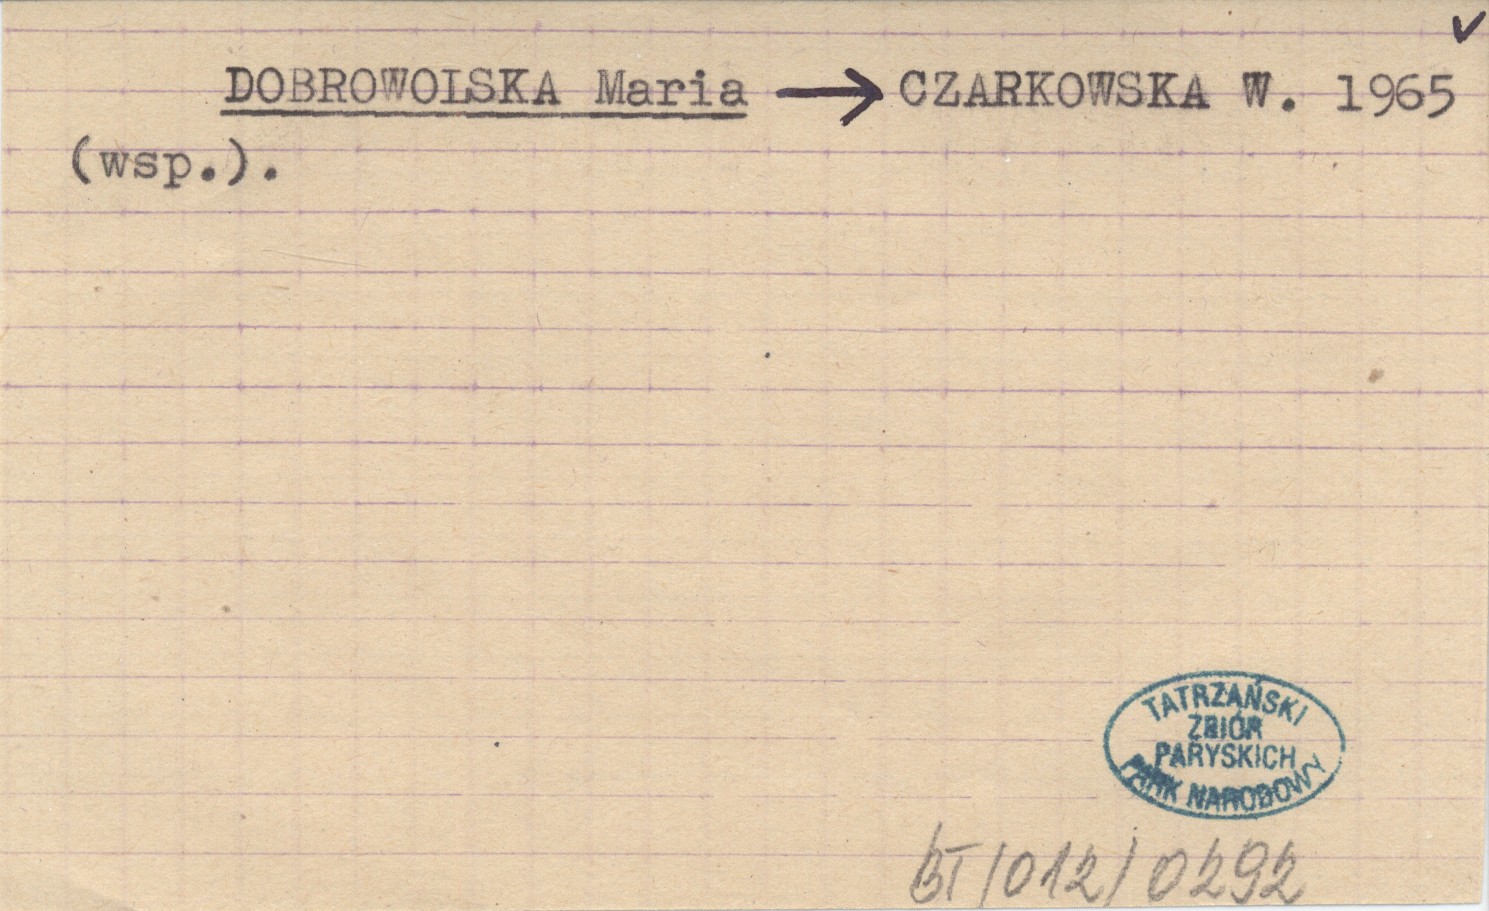 DOBROWOLSKA Maria → CZARKOWSKA W. 1965
(wsp.).
TATRZAŃSKI
ZBIÓR
PARYSKICH
PARK NARODOWY
BT/012/0292